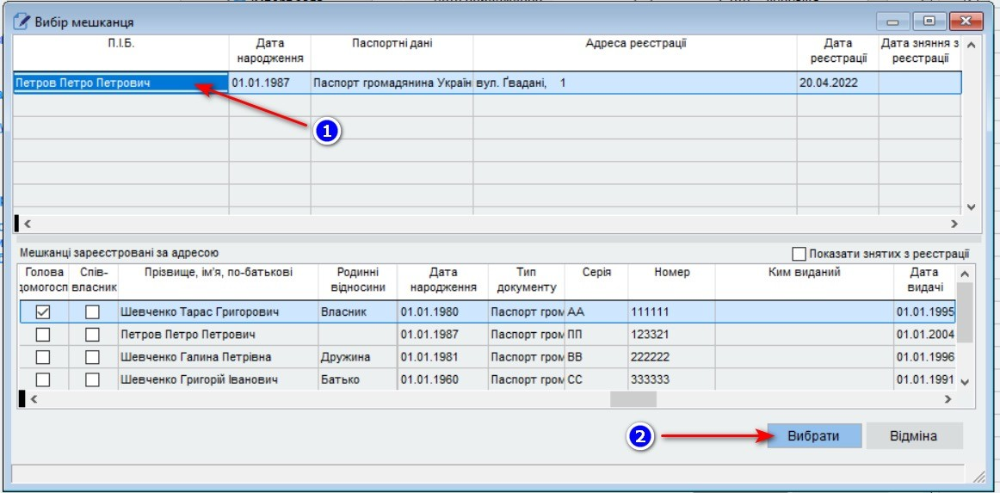 Вибір мешканця
П.І.Б. Дата народження Паспортні дані Адреса реєстрації Дата реєстрації Дата зняття з реєстрації
Петров Петро Петрович 01.01.1987 Паспорт громадянина Україн вул. Ґвадані, 1 20.04.2022
1
Мешканці зареєстровані за адресою Показати знятих з реєстрації
Голова домогосп Спів-власник Прізвище, ім'я, по-батькові Родинні відносини Дата народження Тип документу Серія Номер Ким виданий Дата видачі
Шевченко Тарас Григорович Власник 01.01.1980 Паспорт гром АА 111111 01.01.1995
Петров Петро Петрович 01.01.1987 Паспорт гром ПП 123321 01.01.2004
Шевченко Галина Петрівна Дружина 01.01.1981 Паспорт гром ВВ 222222 01.01.1996
Шевченко Григорій Іванович Батько 01.01.1960 Паспорт гром СС 333333 01.01.1991
2 Вибрати Відміна